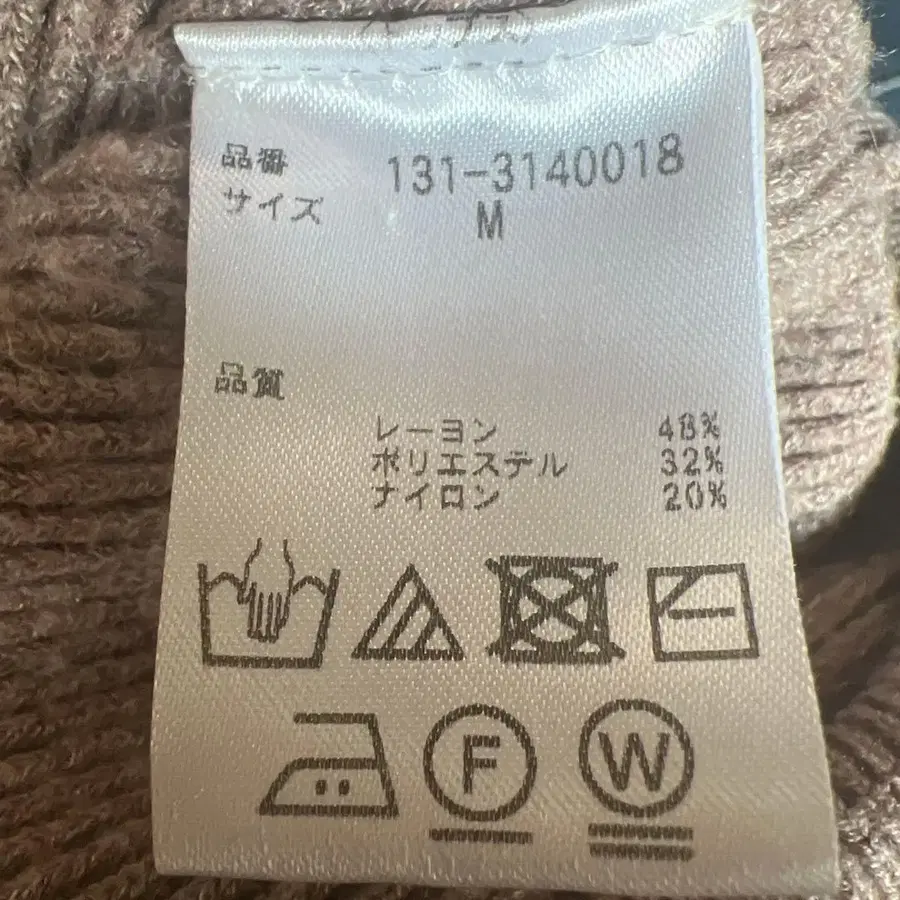 品番 131-3140018
サイズ M
品質
レーヨン 48%
ポリエステル 32%
ナイロン 20%
F W